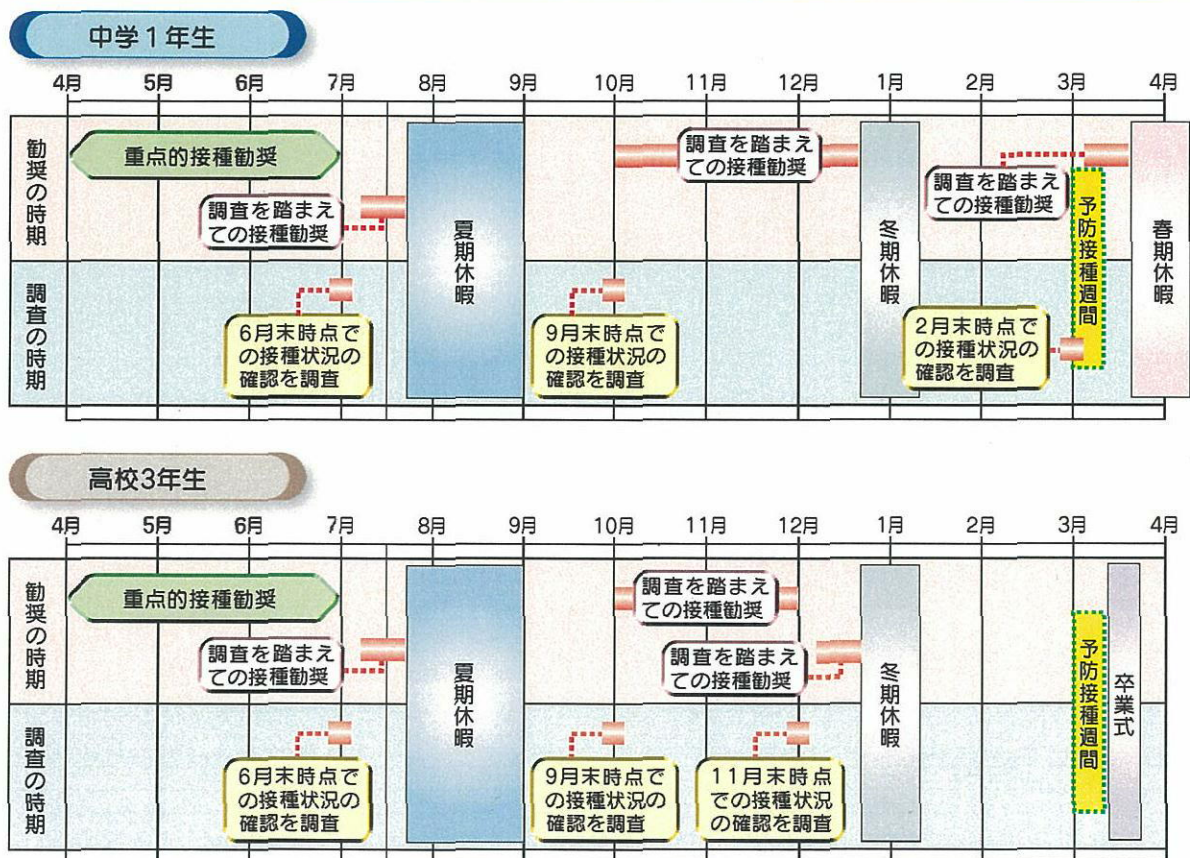 中学1年生
4月 5月 6月 7月 8月 9月 10月 11月 12月 1月 2月 3月 4月
勧奨の時期
重点的接種勧奨
調査を踏まえ
ての接種勧奨
夏期休暇
調査を踏まえ
ての接種勧奨
冬期休暇
調査を踏まえ
ての接種勧奨
予防接種週間
春期休暇
調査の時期
6月末時点で
の接種状況の
確認を調査
9月末時点で
の接種状況の
確認を調査
2月末時点で
の接種状況の
確認を調査
高校3年生
4月 5月 6月 7月 8月 9月 10月 11月 12月 1月 2月 3月 4月
勧奨の時期
重点的接種勧奨
調査を踏まえ
ての接種勧奨
夏期休暇
調査を踏まえ
ての接種勧奨
調査を踏まえ
ての接種勧奨
冬期休暇
予防接種週間
卒業式
調査の時期
6月末時点で
の接種状況の
確認を調査
9月末時点で
の接種状況の
確認を調査
11月末時点
での接種状況
の確認を調査